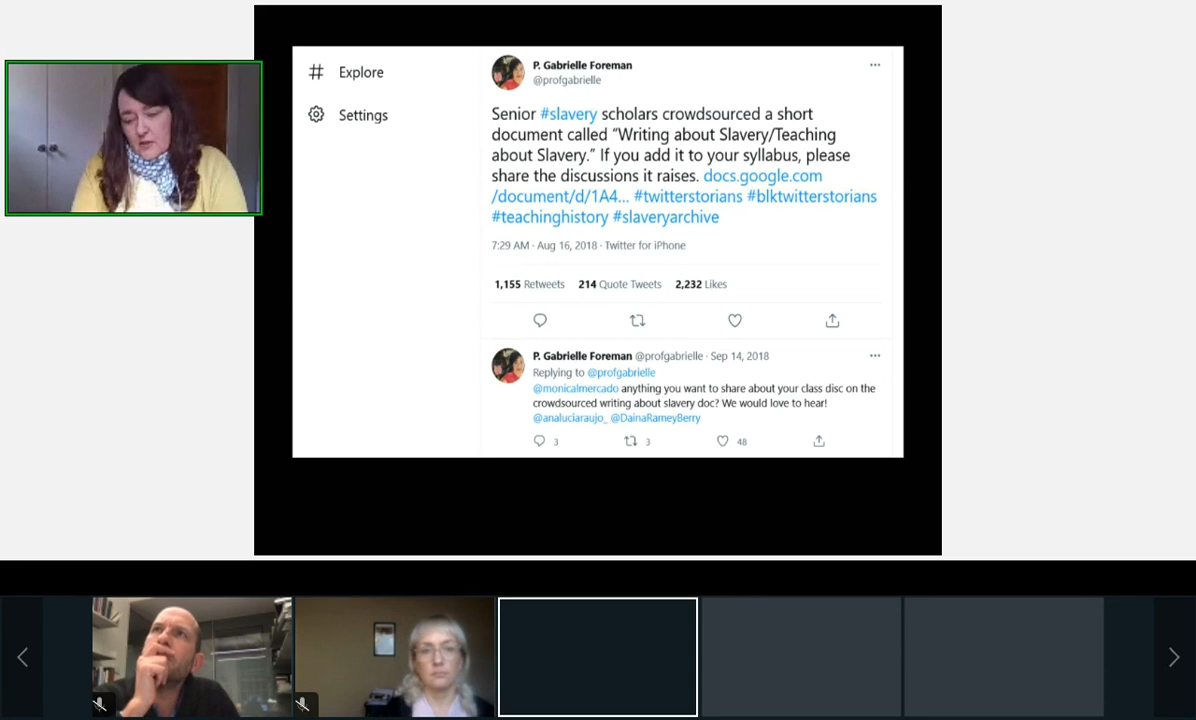 Explore
Settings
P. Gabrielle Foreman
@profgabrielle
Senior #slavery scholars crowdsourced a short
document called “Writing about Slavery/Teaching
about Slavery.” If you add it to your syllabus, please
share the discussions it raises. docs.google.com
/document/d/1A4... #twitterstorians #blktwitterstorians
#teachinghistory #slaveryarchive
7:29 AM · Aug 16, 2018 · Twitter for iPhone
1,155 Retweets 214 Quote Tweets 2,232 Likes
P. Gabrielle Foreman @profgabrielle · Sep 14, 2018
Replying to @profgabrielle
@monicalmercado anything you want to share about your class disc on the
crowdsourced writing about slavery doc? We would love to hear!
@analuciaraujo_ @DainaRameyBerry
3 3 48